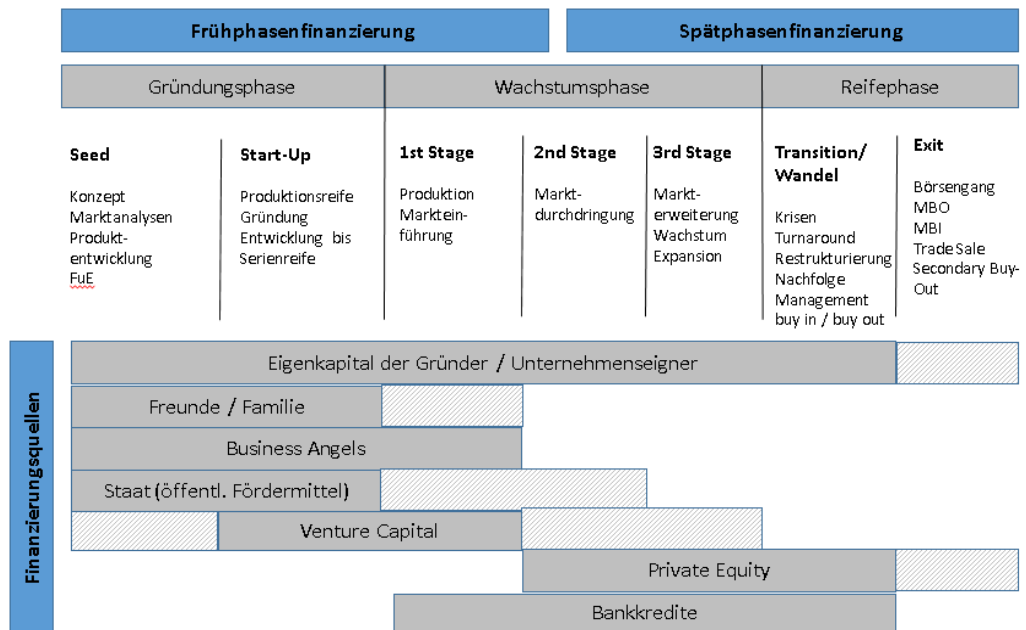 Frühphasenfinanzierung
Spätphasenfinanzierung
Gründungsphase
Wachstumsphase
Reifephase
Seed
Konzept
Marktanalysen
Produkt-
entwicklung
FuE
Start-Up
Produktionsreife
Gründung
Entwicklung bis
Serienreife
1st Stage
Produktion
Marktein-
führung
2nd Stage
Markt-
durchdringung
3rd Stage
Markt-
erweiterung
Wachstum
Expansion
Transition/
Wandel
Krisen
Turnaround
Restrukturierung
Nachfolge
Management
buy in / buy out
Exit
Börsengang
MBO
MBI
Trade Sale
Secondary Buy-
Out
Finanzierungsquellen
Eigenkapital der Gründer / Unternehmenseigner
Freunde / Familie
Business Angels
Staat (öffentl. Fördermittel)
Venture Capital
Private Equity
Bankkredite